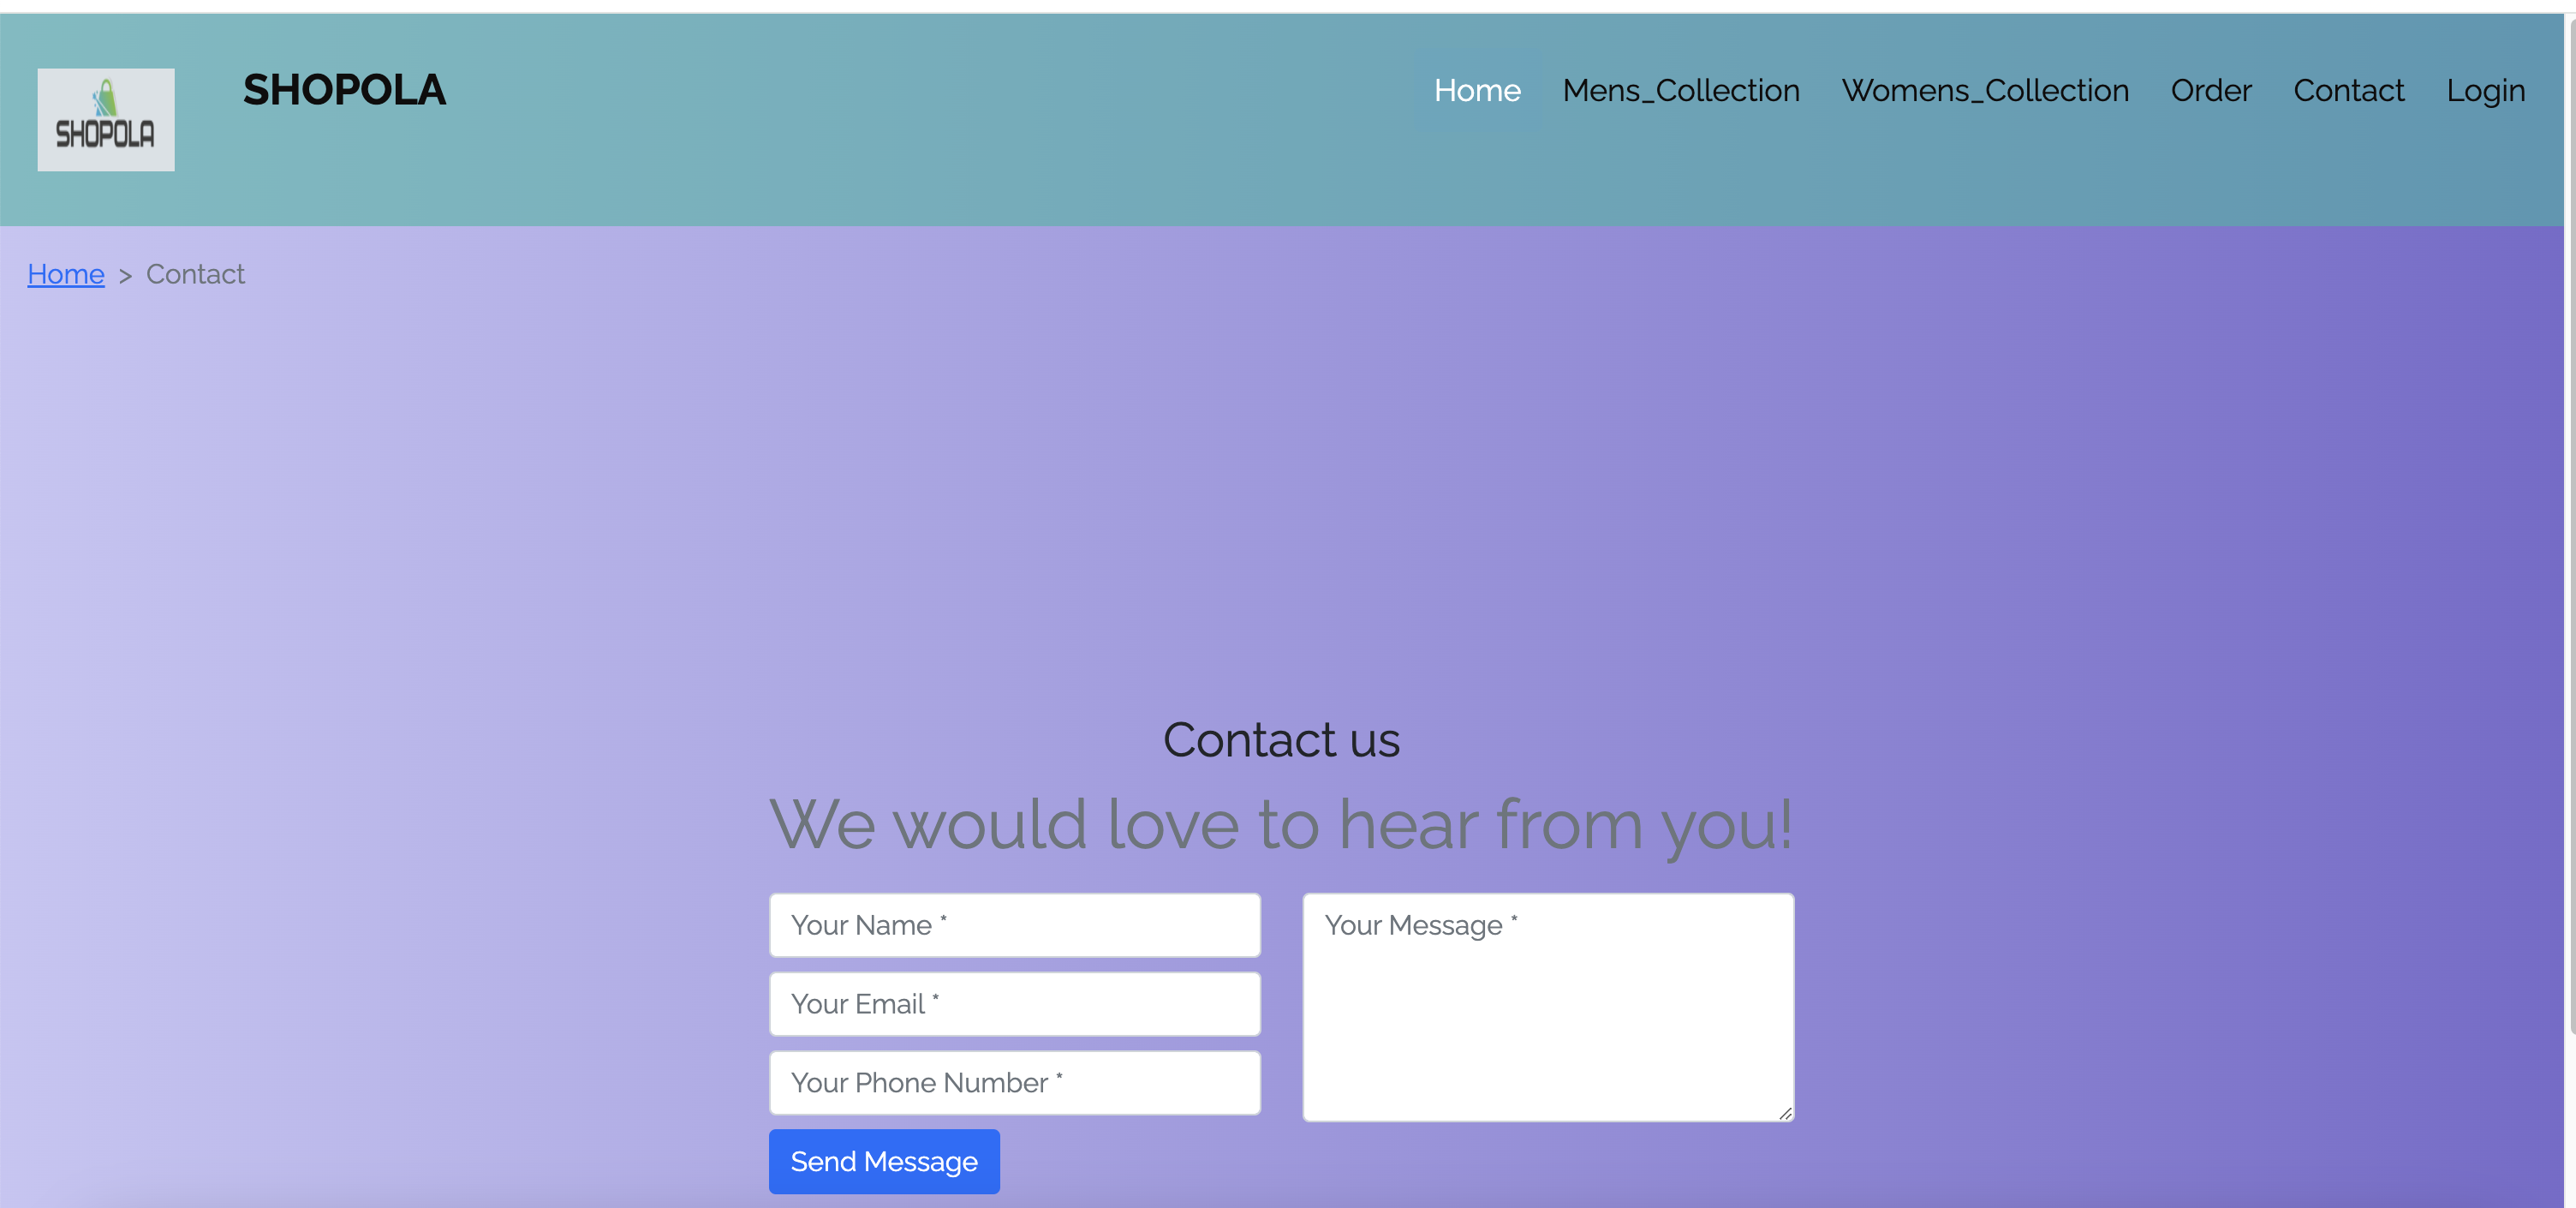 SHOPOLA
SHOPOLA
Home Mens_Collection Womens_Collection Order Contact Login
Home > Contact
Contact us
We would love to hear from you!
Your Name *
Your Email *
Your Phone Number *
Your Message *
Send Message